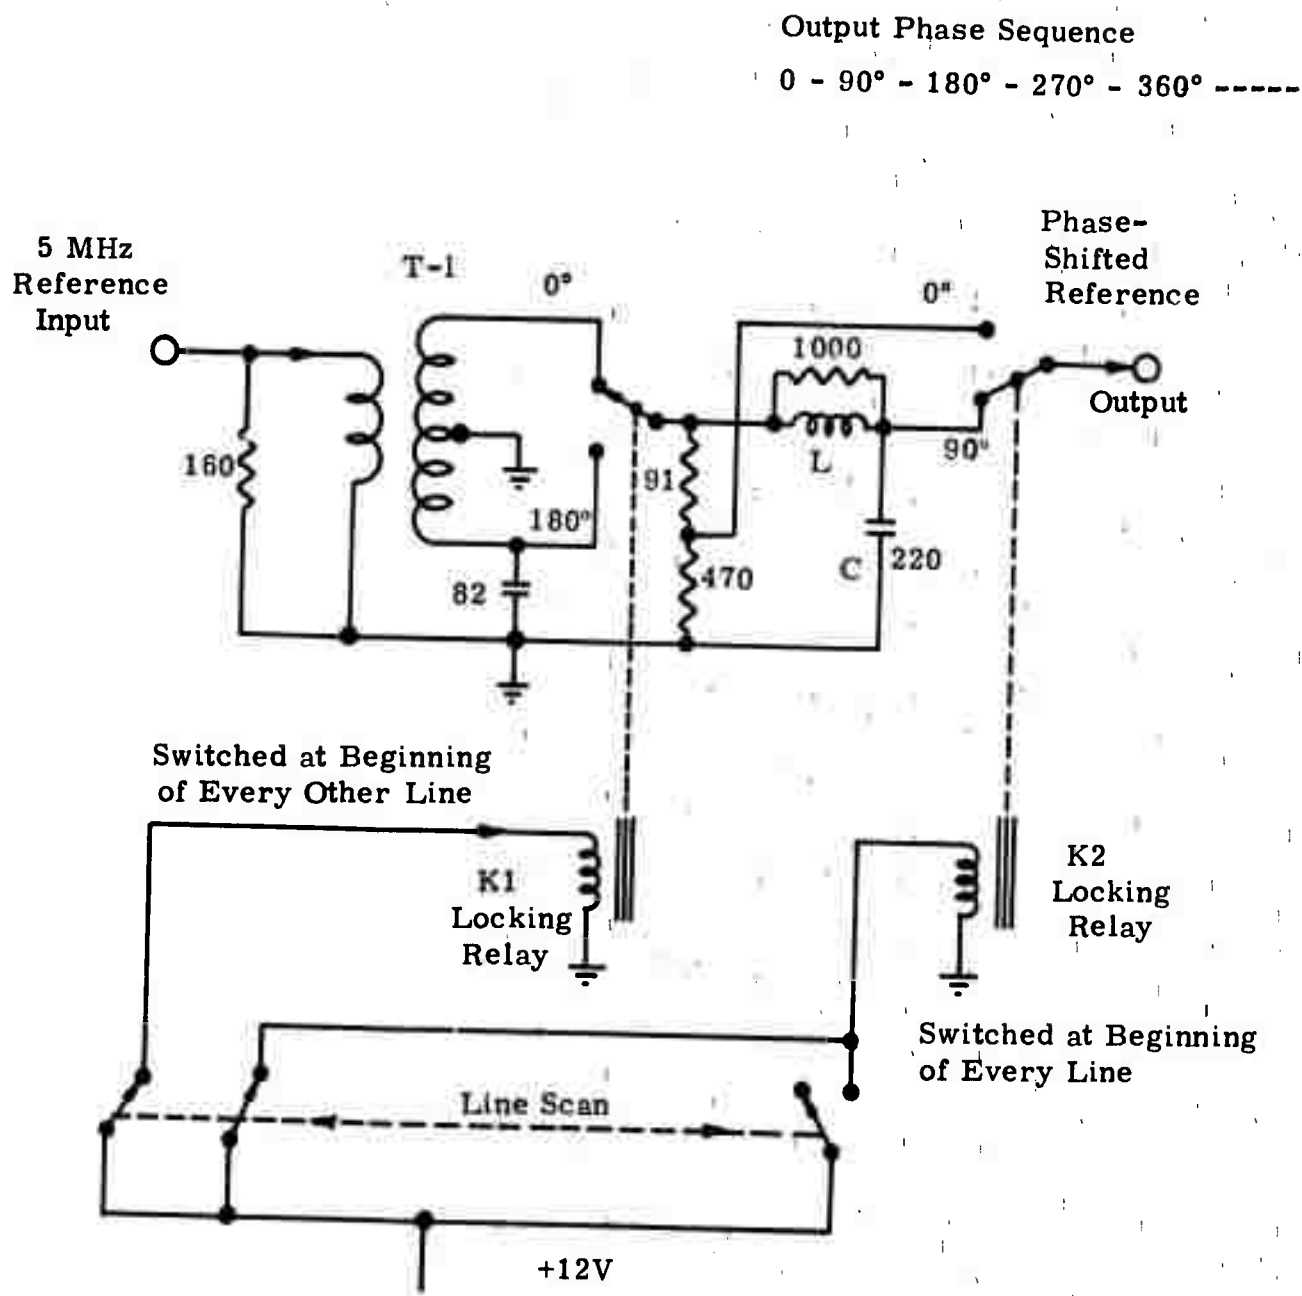 Output Phase Sequence
0 - 90° - 180° - 270° - 360° -----
5 MHz
Reference
Input
T-1
0°
0°
Phase-
Shifted
Reference
1000
Output
160
91
L
90°
180°
82
470
C
220
Switched at Beginning
of Every Other Line
K1
Locking
Relay
K2
Locking
Relay
Switched at Beginning
of Every Line
Line Scan
+12V